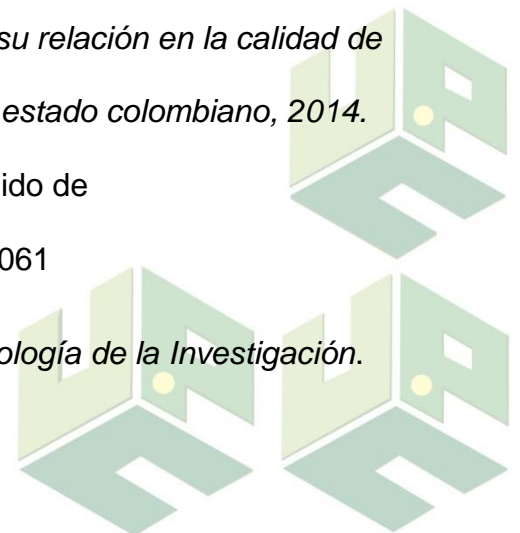 su relación en la calidad de
estado colombiano, 2014.
ido de
061
ología de la Investigación.